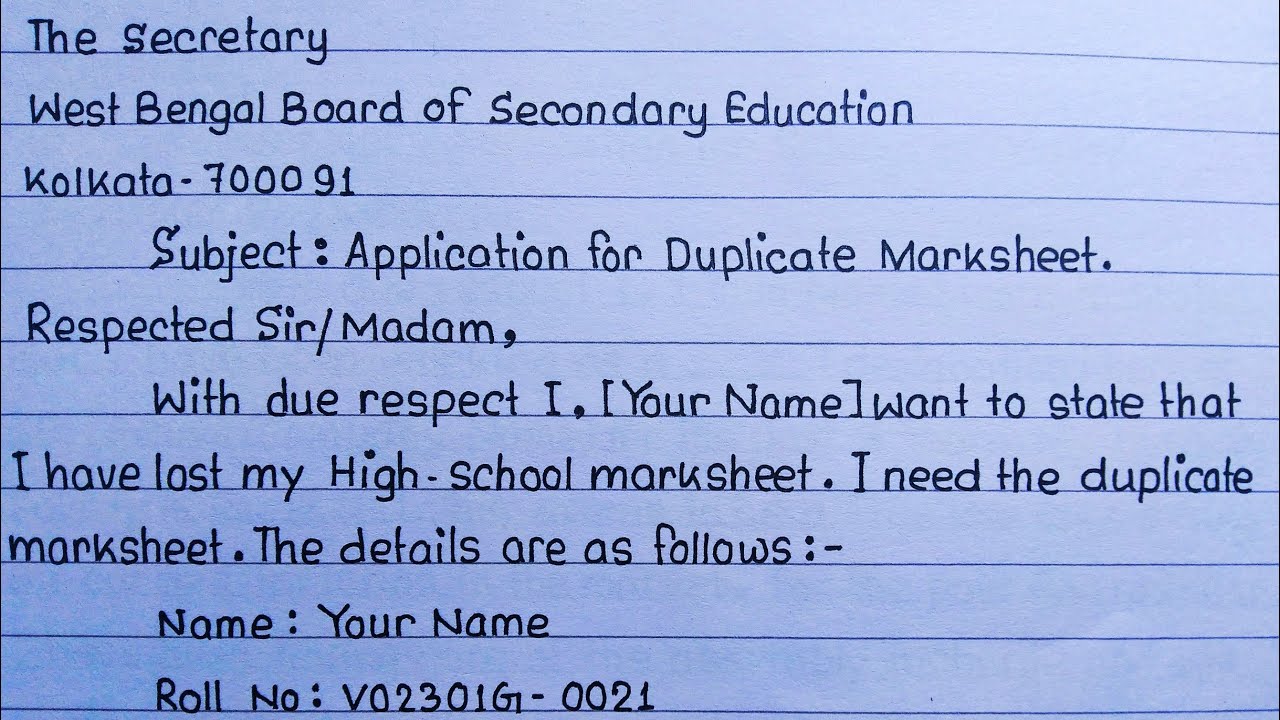 The Secretary
West Bengal Board of Secondary Education
Kolkata-700091
Subject: Application for Duplicate Marksheet.
Respected Sir/Madam,
With due respect I, [Your Name] want to state that
I have lost my High-school marksheet. I need the duplicate
marksheet. The details are as follows:-
Name: Your Name
Roll No: V02301G-0021